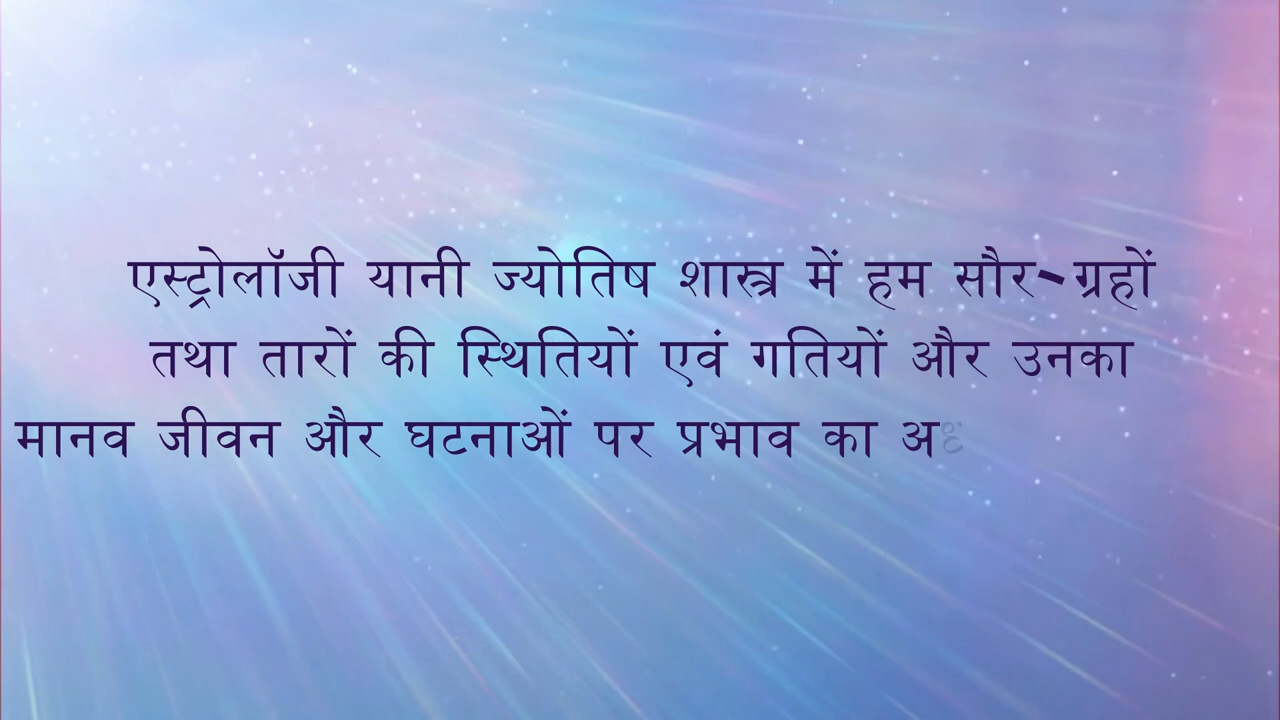 एस्ट्रोलॉजी यानी ज्योतिष शास्त्र में हम सौर-ग्रहों
तथा तारों की स्थितियों एवं गतियों और उनका
मानव जीवन और घटनाओं पर प्रभाव का